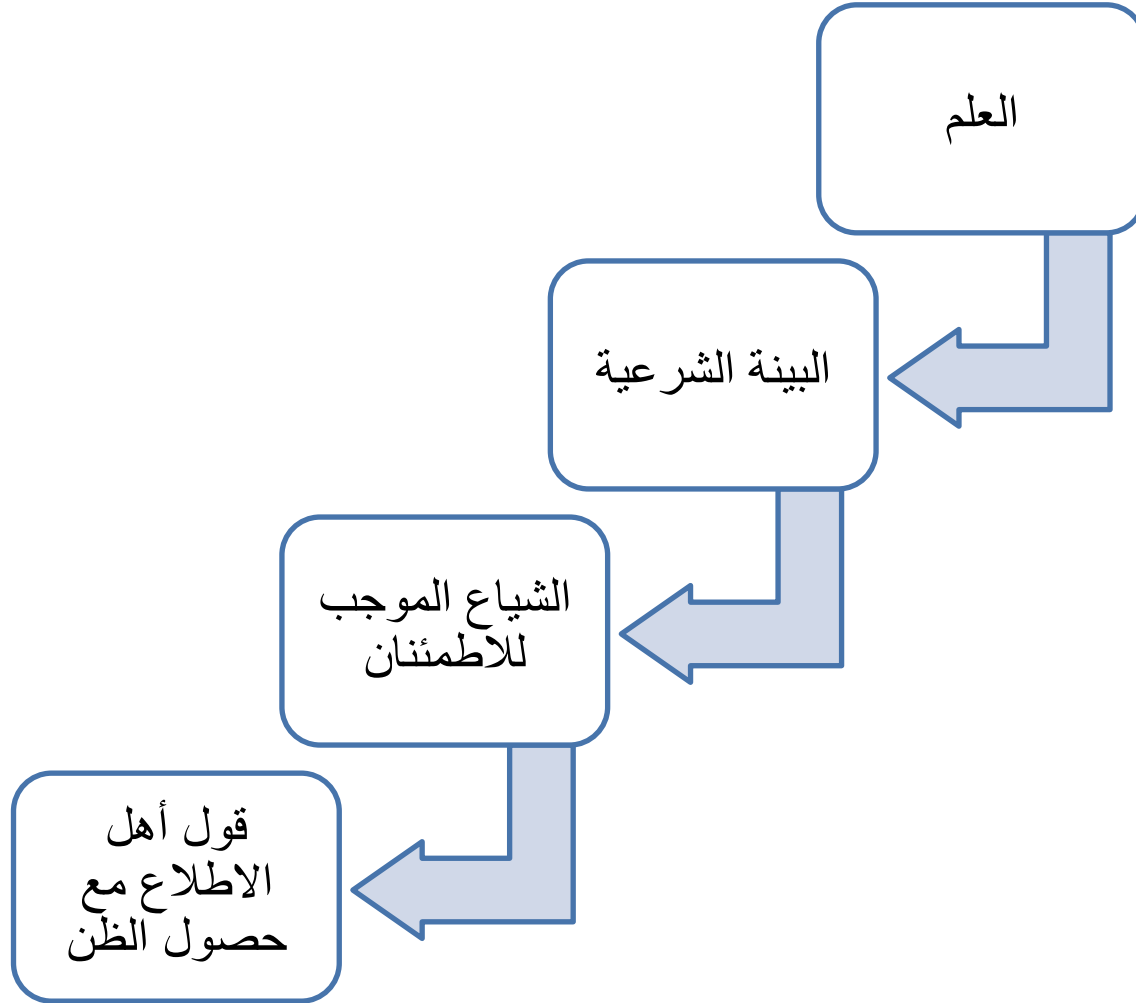 العلم
البينة الشرعية
الشياع الموجب
للاطمئنان
قول أهل
الاطلاع مع
حصول الظن